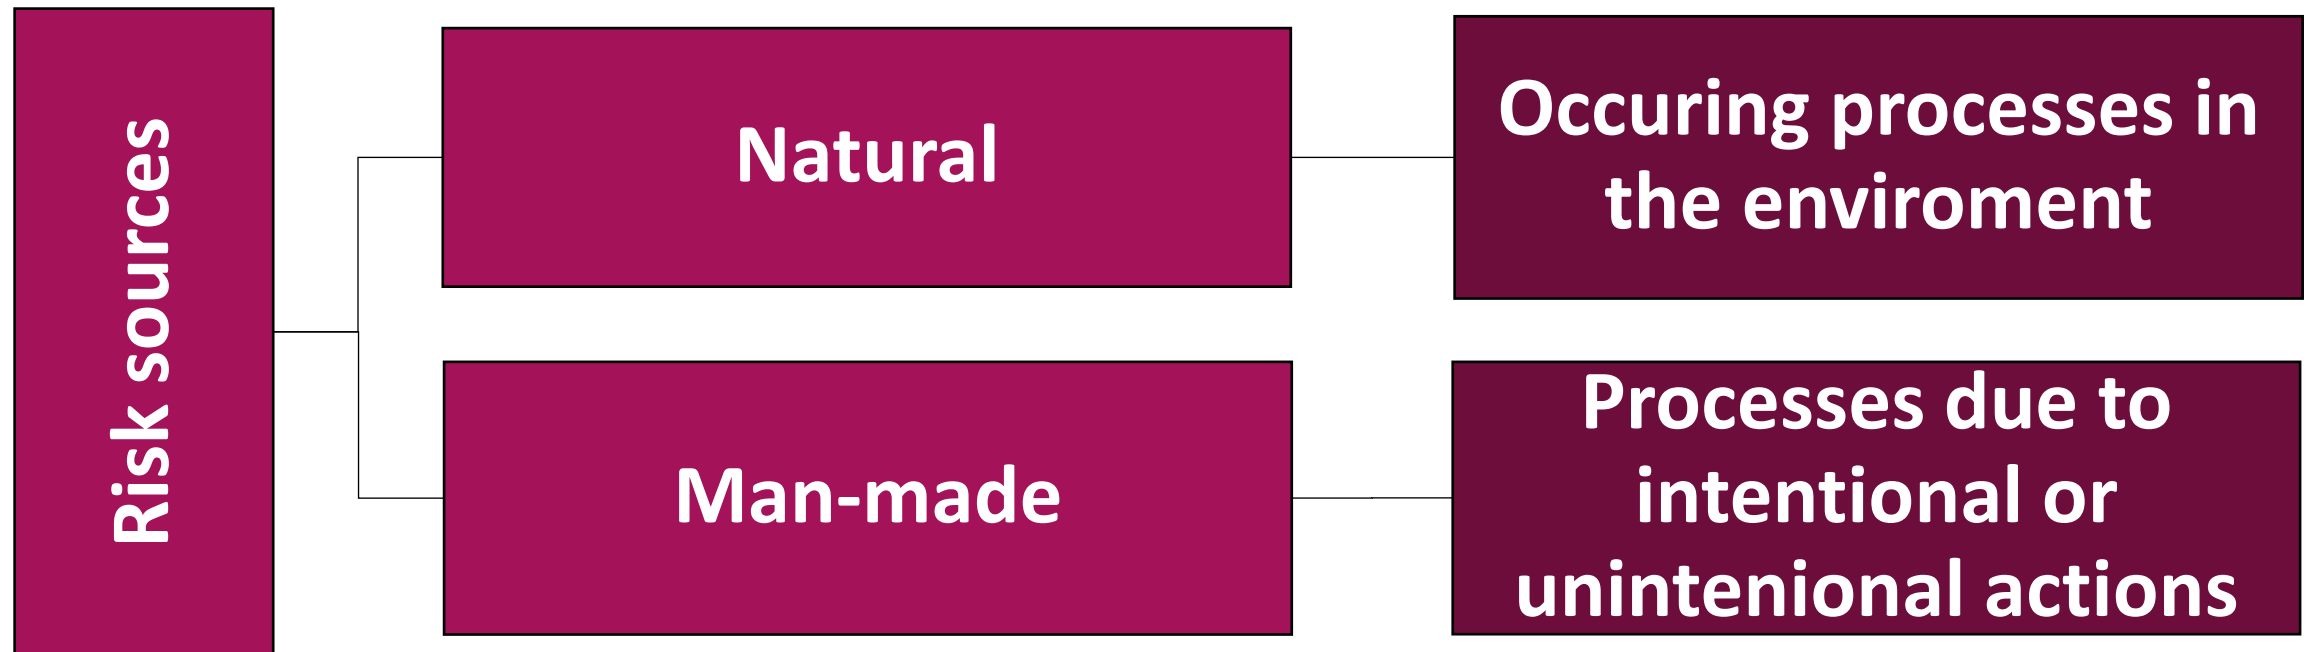 Risk sources
Natural
Occuring processes in
the enviroment
Man-made
Processes due to
intentional or
unintenional actions